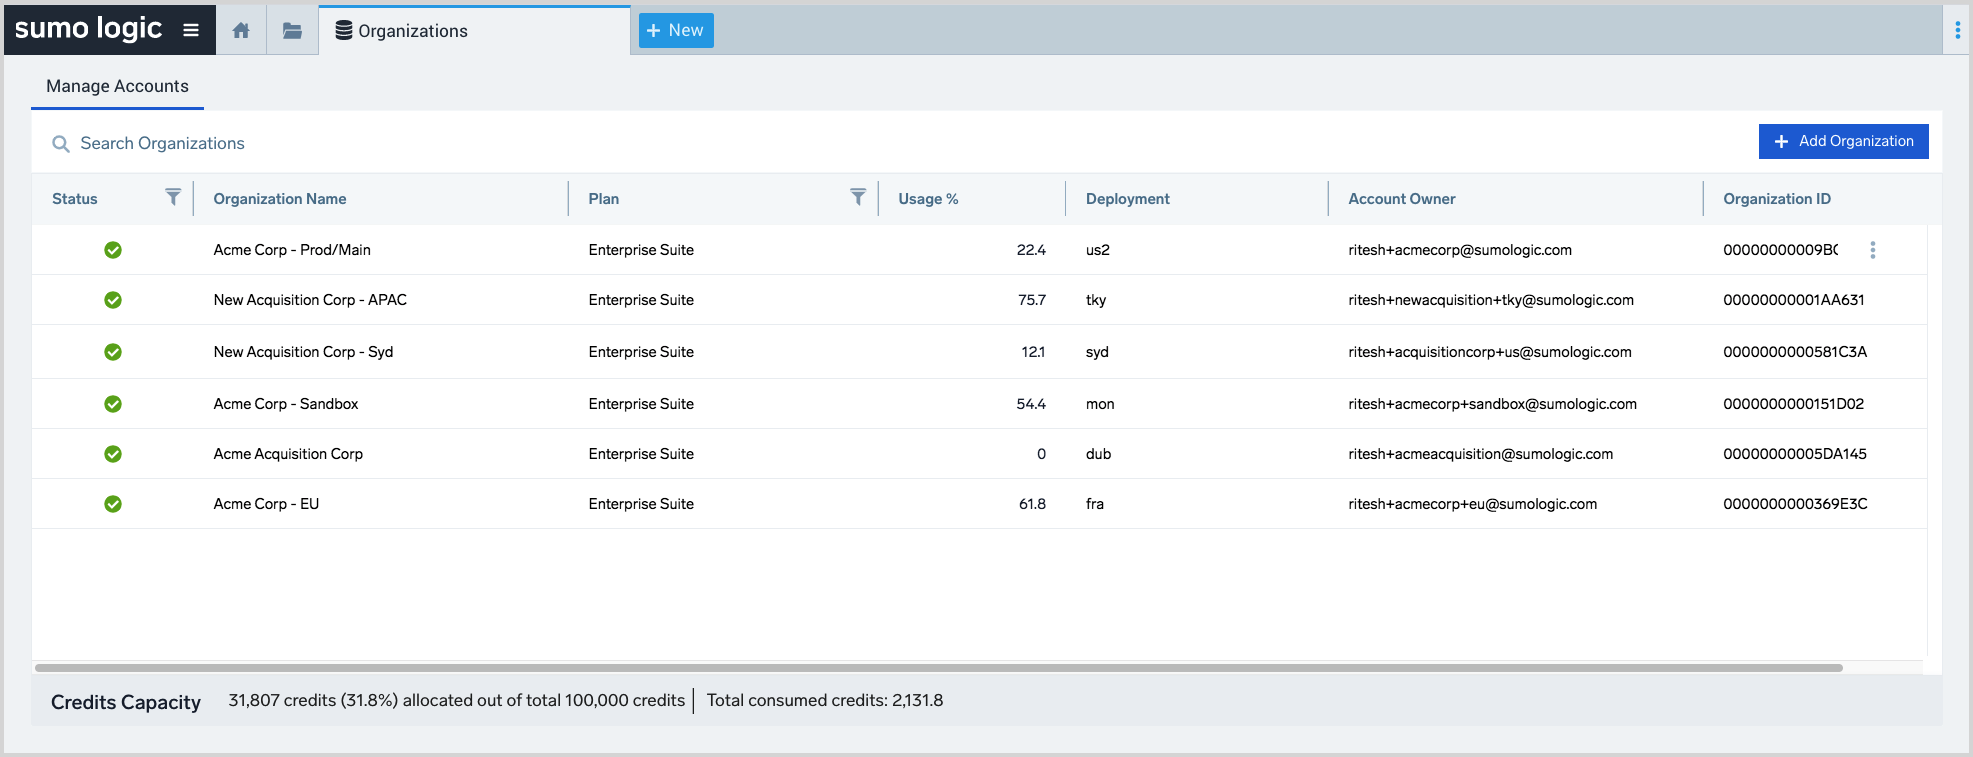 sumo logic
Organizations
+ New
Manage Accounts
Search Organizations
+ Add Organization
Status Organization Name Plan Usage % Deployment Account Owner Organization ID
Acme Corp - Prod/Main Enterprise Suite 22.4 us2 ritesh+acmecorp@sumologic.com 00000000009B
New Acquisition Corp - APAC Enterprise Suite 75.7 tky ritesh+newacquisition+tky@sumologic.com 00000000001AA631
New Acquisition Corp - Syd Enterprise Suite 12.1 syd ritesh+acquisitioncorp+us@sumologic.com 0000000000581C3A
Acme Corp - Sandbox Enterprise Suite 54.4 mon ritesh+acmecorp+sandbox@sumologic.com 0000000000151D02
Acme Acquisition Corp Enterprise Suite 0 dub ritesh+acmeacquisition@sumologic.com 00000000005DA145
Acme Corp - EU Enterprise Suite 61.8 fra ritesh+acmecorp+eu@sumologic.com 0000000000369E3C
Credits Capacity 31,807 credits (31.8%) allocated out of total 100,000 credits | Total consumed credits: 2,131.8